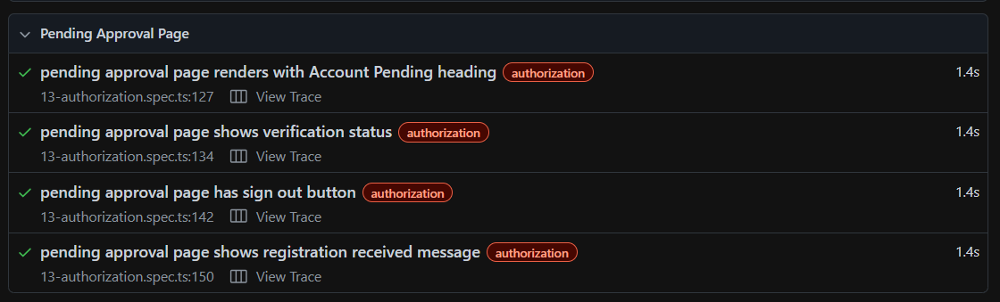 Pending Approval Page
pending approval page renders with Account Pending heading authorization 1.4s
13-authorization.spec.ts:127 View Trace
pending approval page shows verification status authorization 1.4s
13-authorization.spec.ts:134 View Trace
pending approval page has sign out button authorization 1.4s
13-authorization.spec.ts:142 View Trace
pending approval page shows registration received message authorization 1.4s
13-authorization.spec.ts:150 View Trace